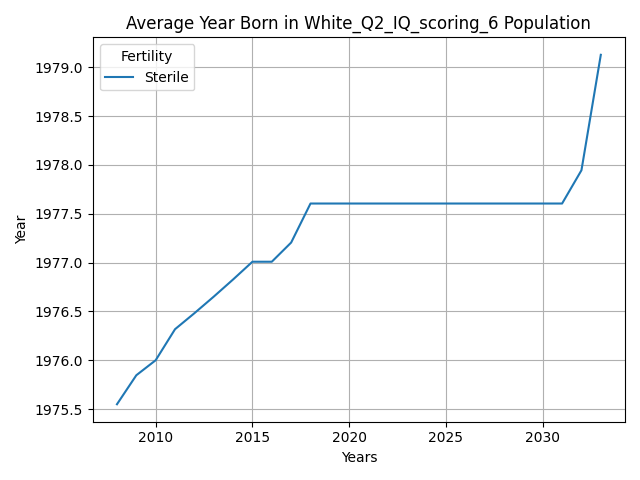 Average Year Born in White_Q2_IQ_scoring_6 Population
Fertility
Sterile
1979.0
1978.5
1978.0
1977.5
1977.0
1976.5
1976.0
1975.5
Year
2010 2015 2020 2025 2030
Years